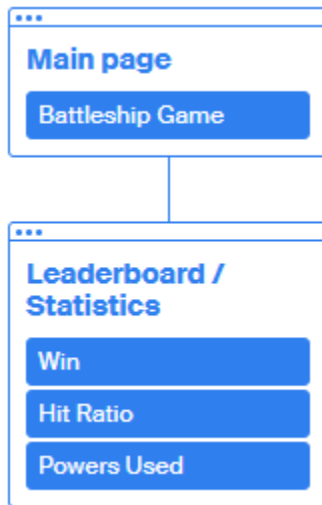 Main page
Battleship Game
Leaderboard /
Statistics
Win
Hit Ratio
Powers Used